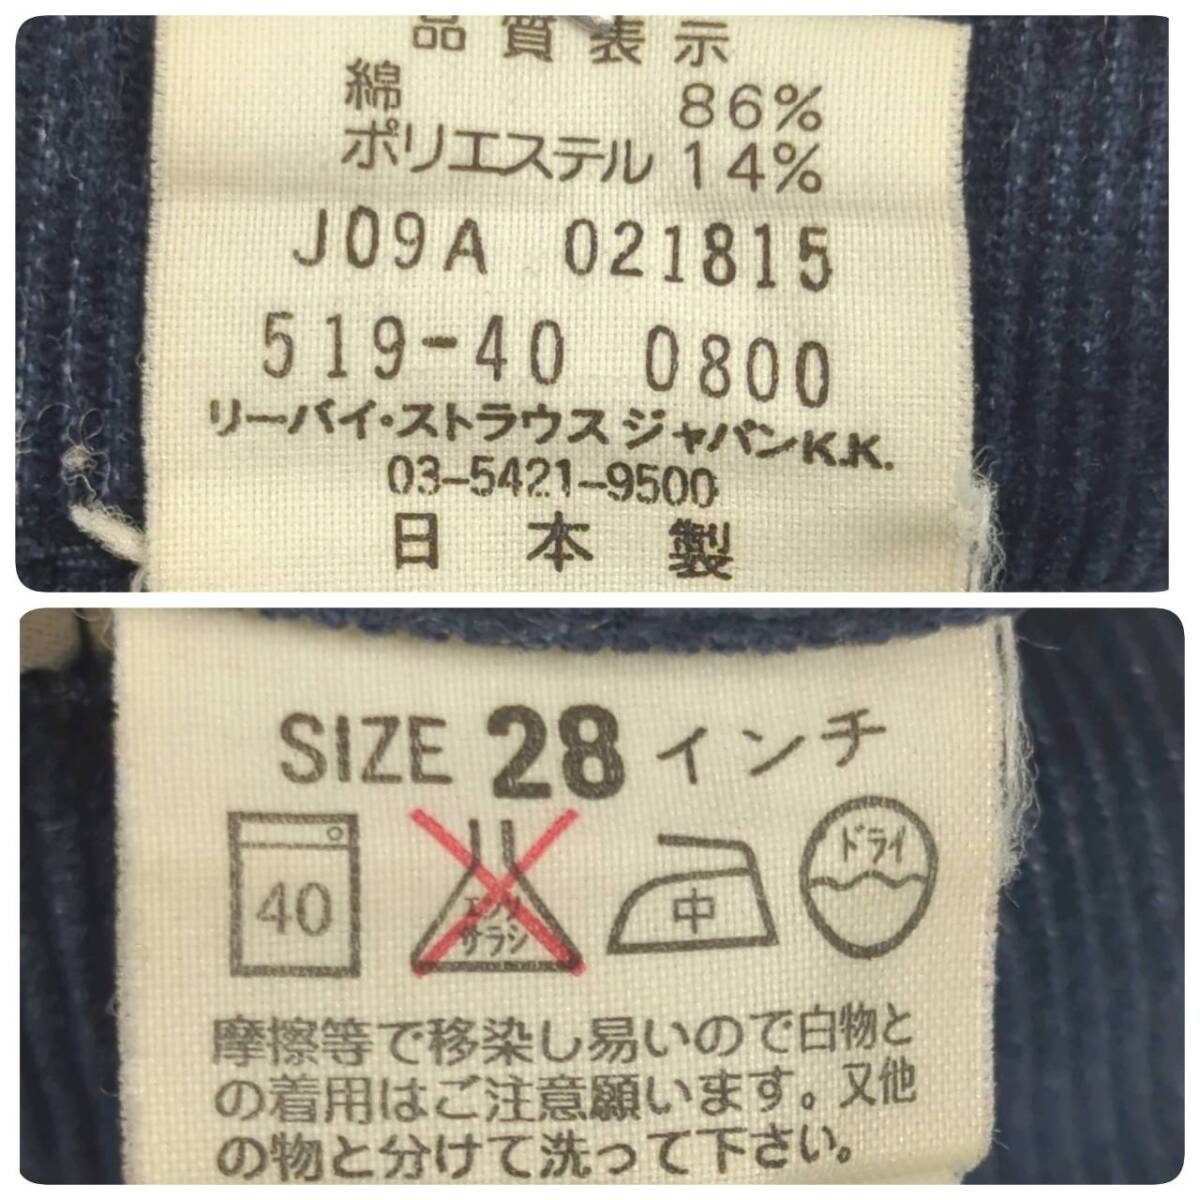 品質表示
綿 86%
ポリエステル 14%
J09A 021815
519-40 0800
リーバイ・ストラウス ジャパンK.K.
03-5421-9500
日本製
SIZE 28 インチ
40
エンソ
サラシ
中
ドライ
摩擦等で移染し易いので白物と
の着用はご注意願います。又他
の物と分けて洗って下さい。